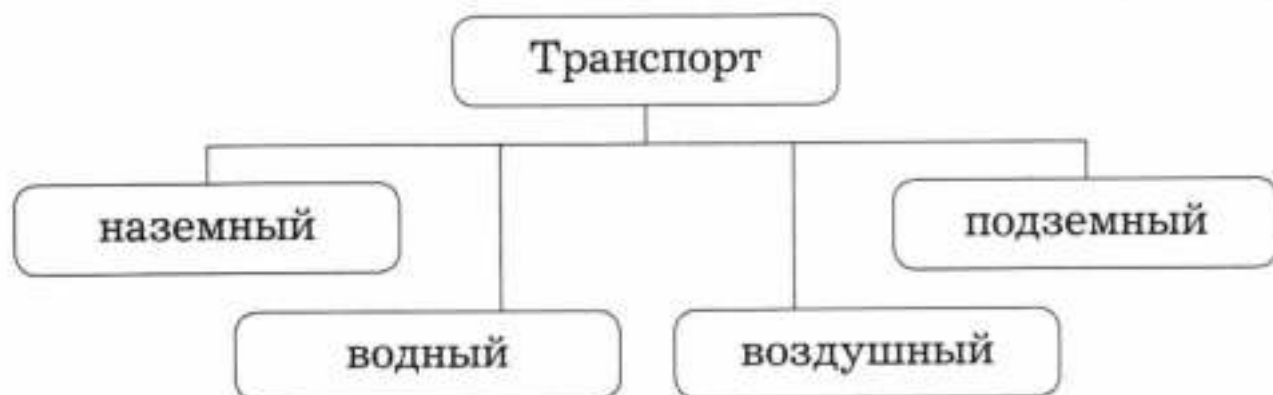 Транспорт
наземный
подземный
водный
воздушный